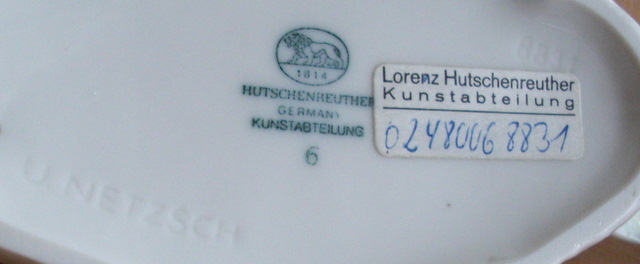 1814
HUTSCHENREUTHER
GERMANY
KUNSTABTEILUNG
6
Lorenz Hutschenreuther
Kunstabteilung
02480068831
U. NETZSCH